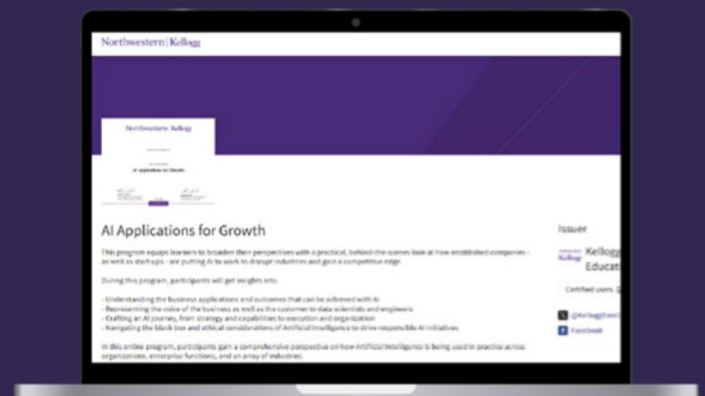 Northwestern | Kellogg
Northwestern Kellogg
AI Applications for Growth
AI Applications for Growth
This program equips learners to broaden their perspectives with a practical, behind-the-scenes look at how established companies -
as well as start-ups - are putting AI to work to disrupt industries and gain a competitive edge.
During this program, participants will get insights into:
- Understanding the business applications and outcomes that can be achieved with AI
- Representing the voice of the business as well as the customer to data scientists and engineers
- Crafting an AI journey, from strategy and capabilities to execution and organization
- Navigating the black box and ethical considerations of Artificial Intelligence to drive responsible AI initiatives
In this online program, participants gain a comprehensive perspective on how Artificial Intelligence is being used in practice across
organizations, enterprise functions, and an array of industries.
Issuer
Kellogg
Kellogg
Educati
Certified users
@KelloggExec
Facebook